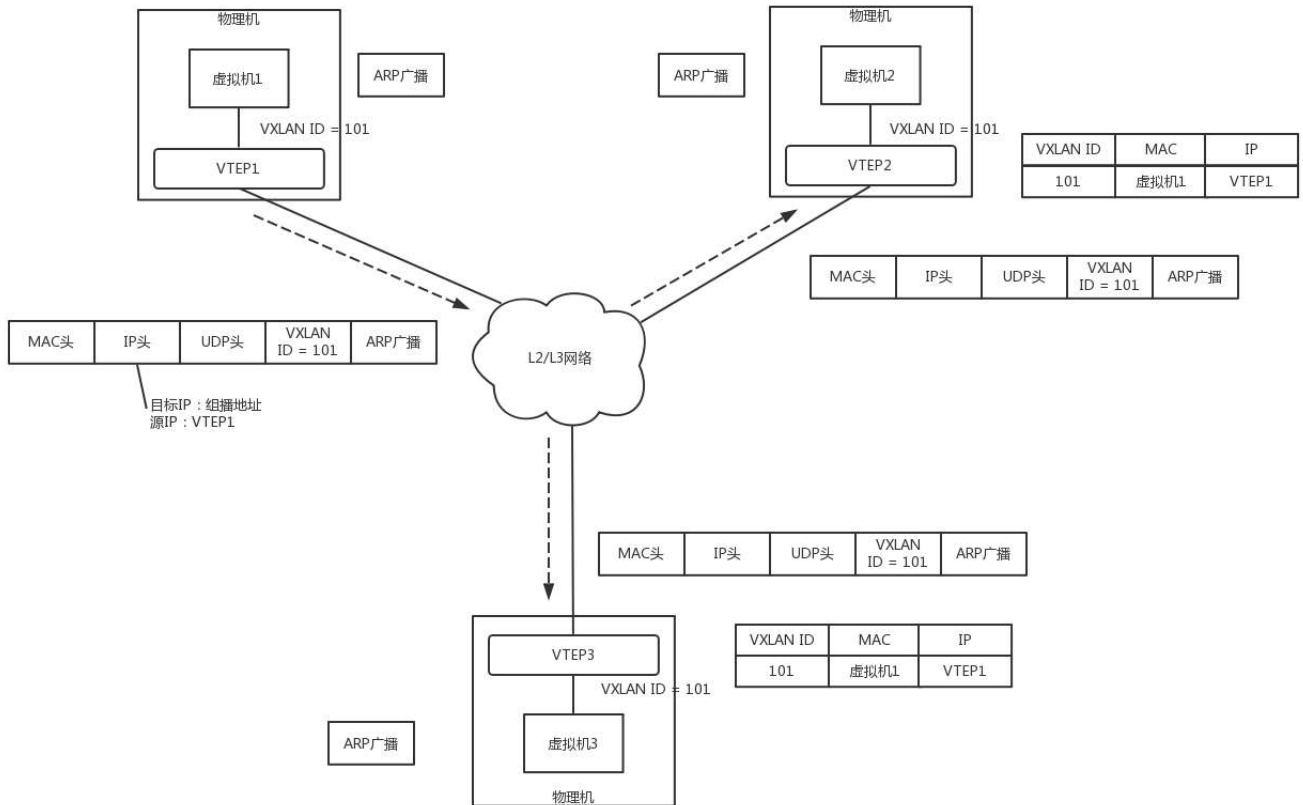 物理机
虚拟机1
ARP广播
VXLAN ID = 101
VTEP1
物理机
ARP广播
虚拟机2
VXLAN ID = 101
VTEP2
VXLAN ID MAC IP
101 虚拟机1 VTEP1
MAC头 IP头 UDP头 VXLAN ID = 101 ARP广播
MAC头 IP头 UDP头 VXLAN ID = 101 ARP广播
目标IP：组播地址
源IP：VTEP1
L2/L3网络
MAC头 IP头 UDP头 VXLAN ID = 101 ARP广播
VTEP3
VXLAN ID = 101
VXLAN ID MAC IP
101 虚拟机1 VTEP1
ARP广播
虚拟机3
物理机